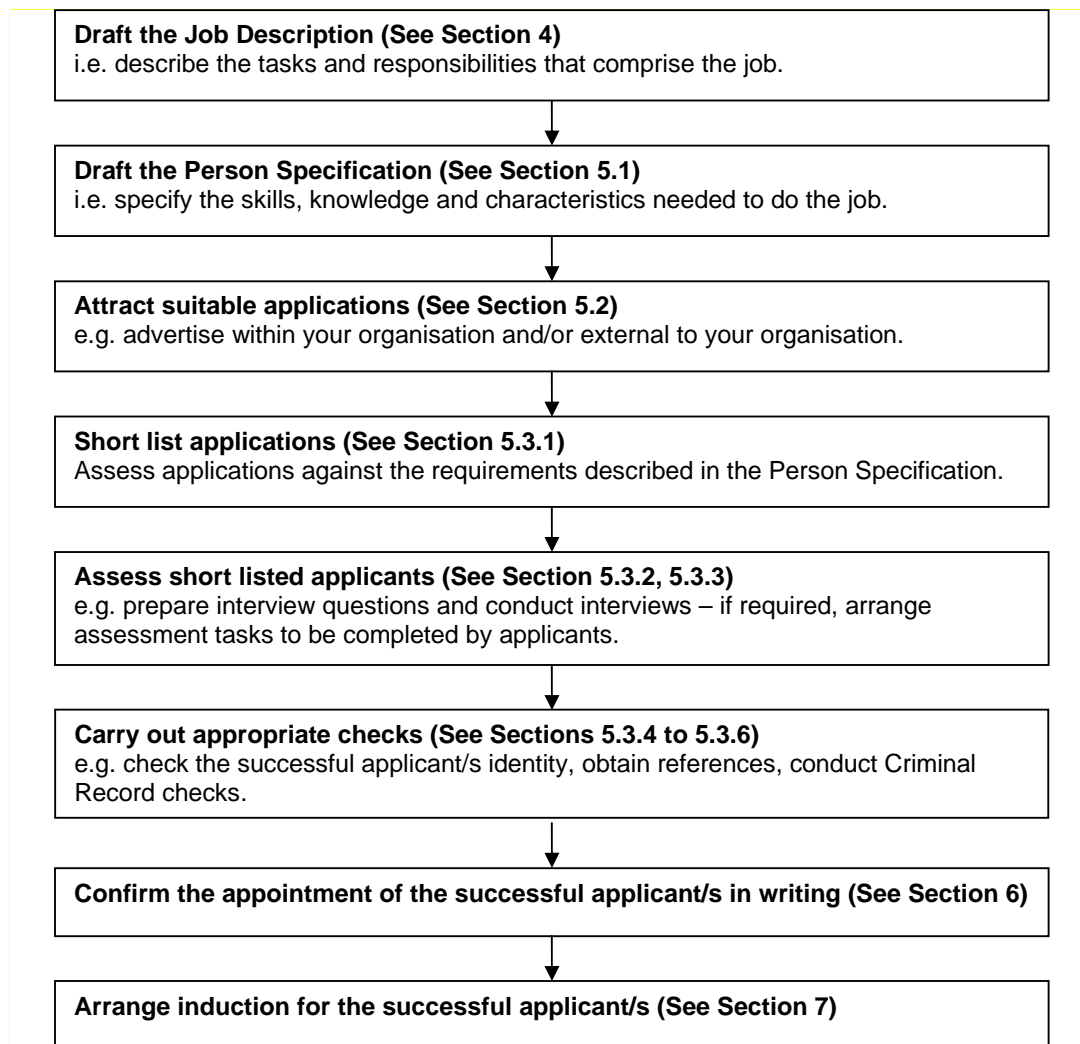 Draft the Job Description (See Section 4)
i.e. describe the tasks and responsibilities that comprise the job.
Draft the Person Specification (See Section 5.1)
i.e. specify the skills, knowledge and characteristics needed to do the job.
Attract suitable applications (See Section 5.2)
e.g. advertise within your organisation and/or external to your organisation.
Short list applications (See Section 5.3.1)
Assess applications against the requirements described in the Person Specification.
Assess short listed applicants (See Section 5.3.2, 5.3.3)
e.g. prepare interview questions and conduct interviews – if required, arrange
assessment tasks to be completed by applicants.
Carry out appropriate checks (See Sections 5.3.4 to 5.3.6)
e.g. check the successful applicant/s identity, obtain references, conduct Criminal
Record checks.
Confirm the appointment of the successful applicant/s in writing (See Section 6)
Arrange induction for the successful applicant/s (See Section 7)